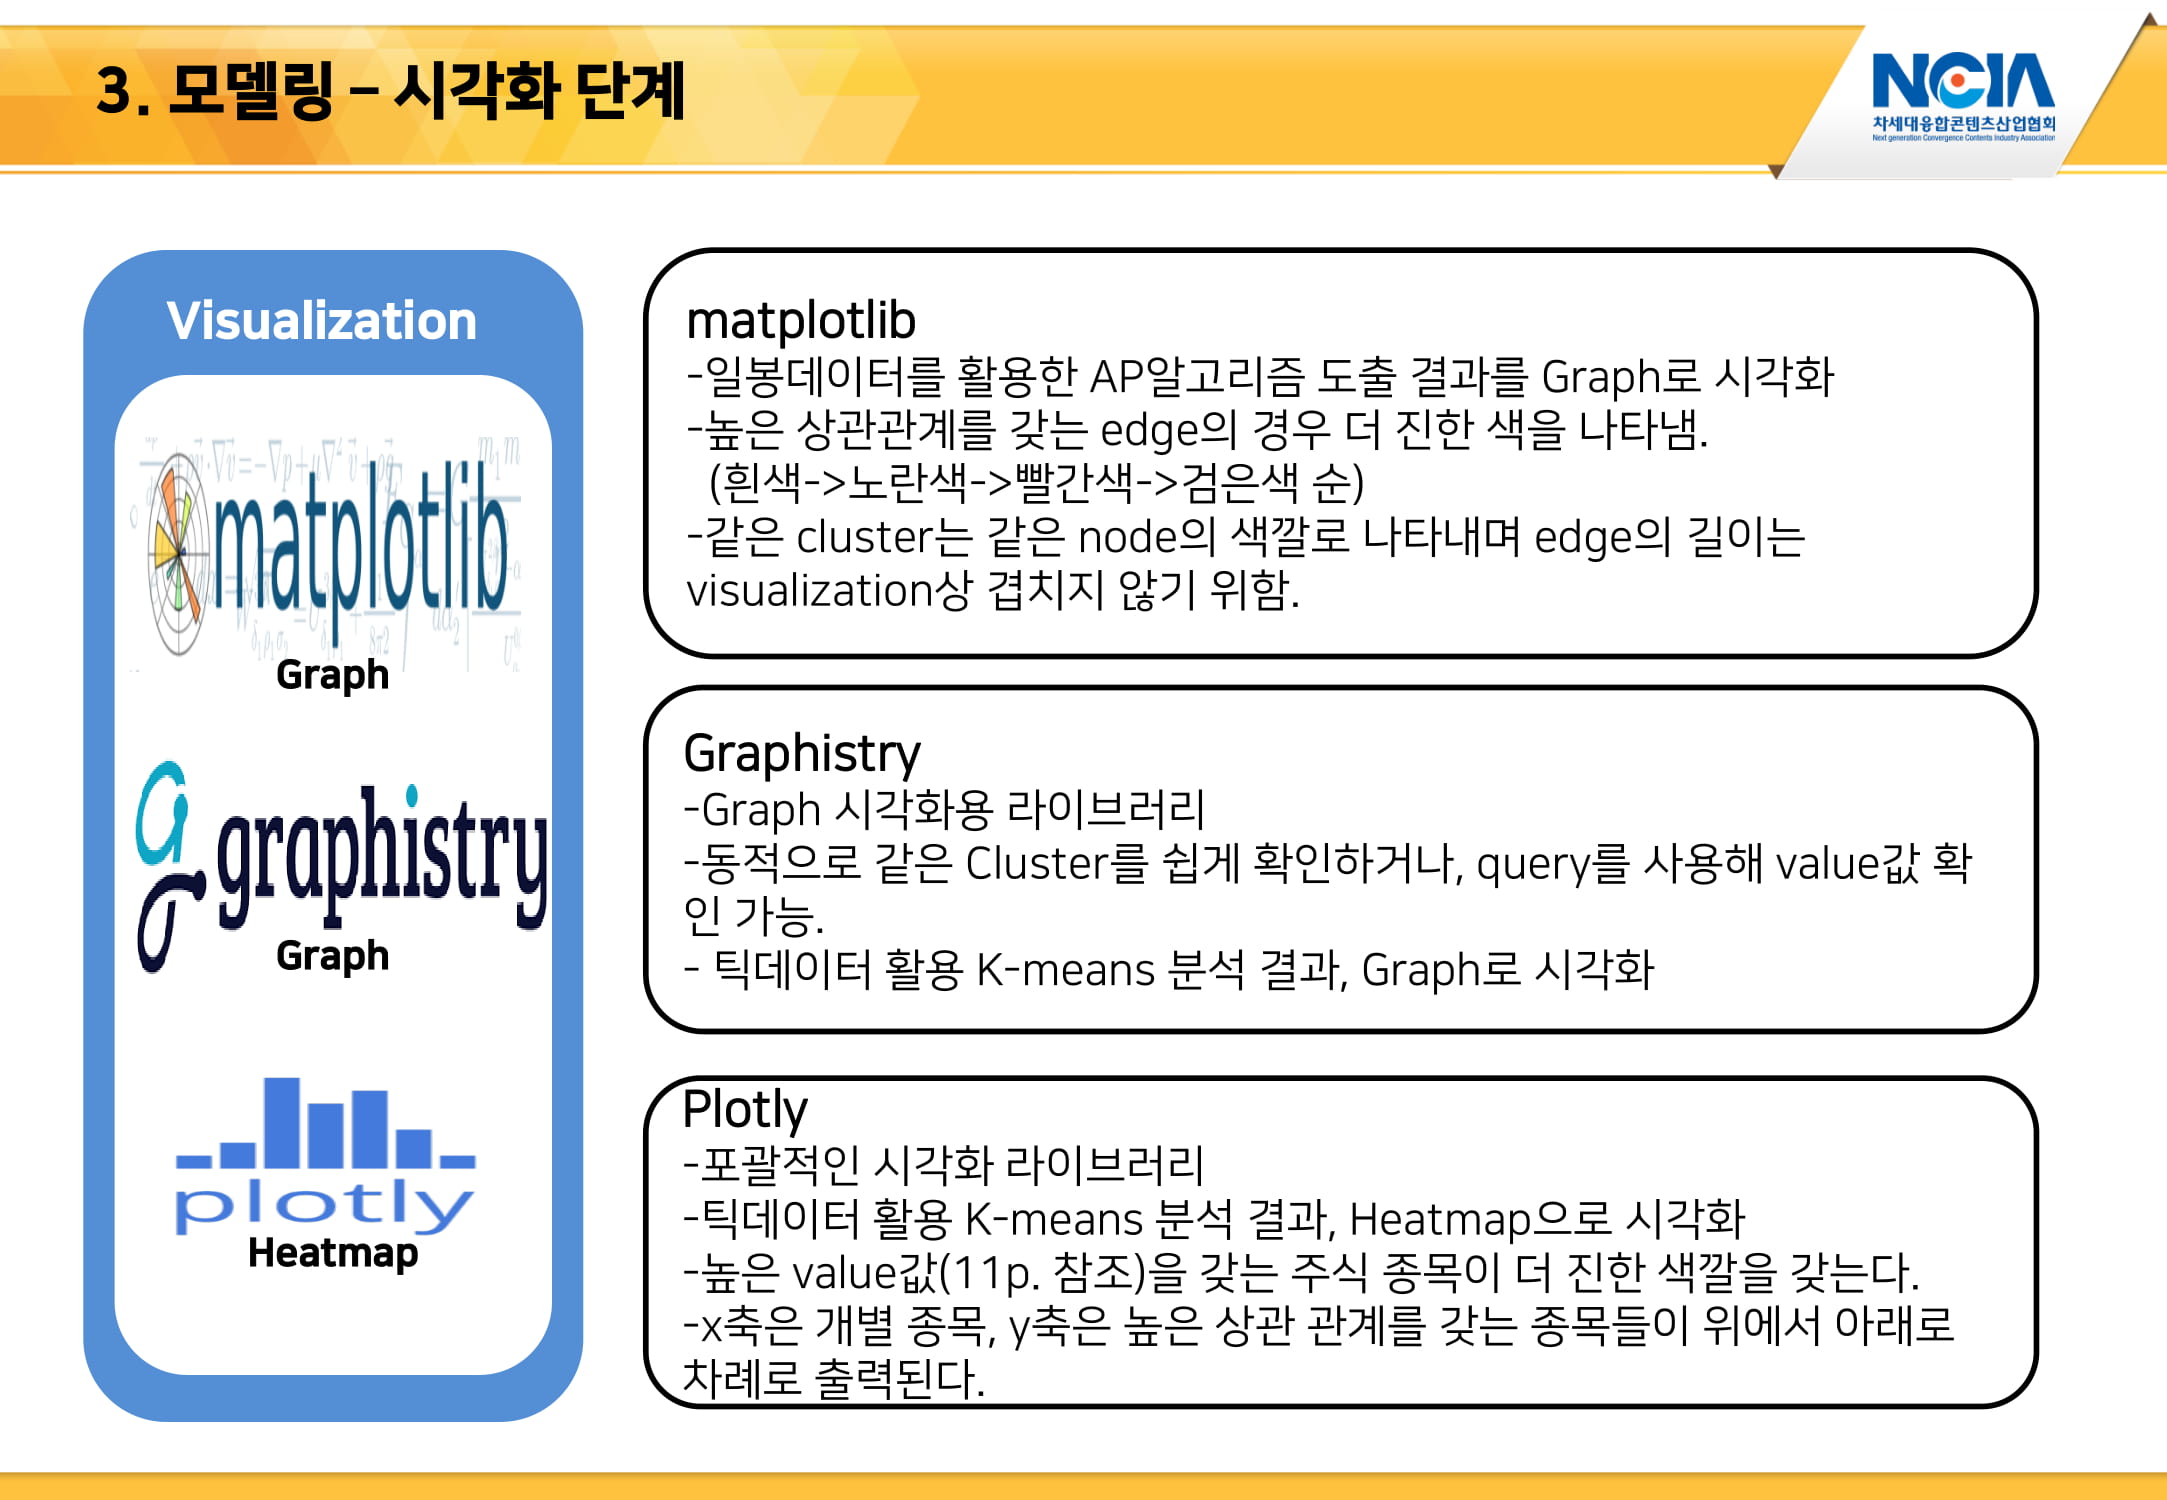 3. 모델링 – 시각화 단계
NCIA
차세대융합콘텐츠산업협회
Next generation Convergence Contents Industry Association
Visualization
matplotlib
Graph
graphistry
Graph
plotly
Heatmap
matplotlib
-일봉데이터를 활용한 AP알고리즘 도출 결과를 Graph로 시각화
-높은 상관관계를 갖는 edge의 경우 더 진한 색을 나타냄.
(흰색->노란색->빨간색->검은색 순)
-같은 cluster는 같은 node의 색깔로 나타내며 edge의 길이는
visualization상 겹치지 않기 위함.
Graphistry
-Graph 시각화용 라이브러리
-동적으로 같은 Cluster를 쉽게 확인하거나, query를 사용해 value값 확
인 가능.
- 틱데이터 활용 K-means 분석 결과, Graph로 시각화
Plotly
-포괄적인 시각화 라이브러리
-틱데이터 활용 K-means 분석 결과, Heatmap으로 시각화
-높은 value값(11p. 참조)을 갖는 주식 종목이 더 진한 색깔을 갖는다.
-x축은 개별 종목, y축은 높은 상관 관계를 갖는 종목들이 위에서 아래로
차례로 출력된다.